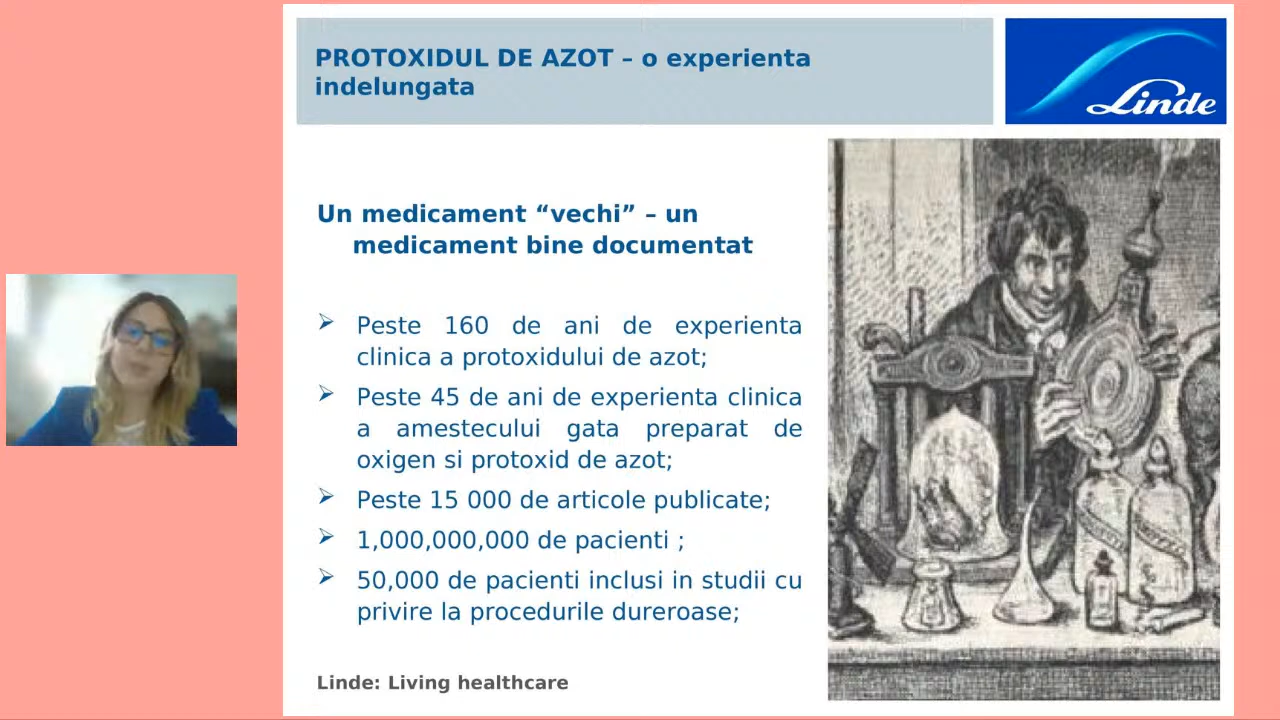 PROTOXIDUL DE AZOT – o experienta
indelungata
Linde
Un medicament “vechi” – un
medicament bine documentat
Peste 160 de ani de experienta
clinica a protoxidului de azot;
Peste 45 de ani de experienta clinica
a amestecului gata preparat de
oxigen si protoxid de azot;
Peste 15 000 de articole publicate;
1,000,000,000 de pacienti ;
50,000 de pacienti inclusi in studii cu
privire la procedurile dureroase;
Linde: Living healthcare